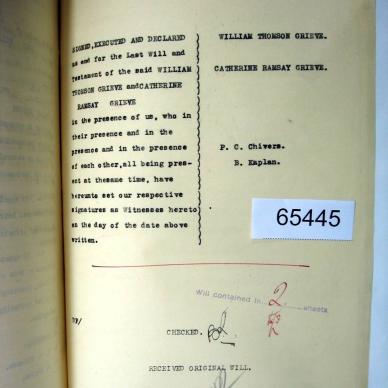 SIGNED,EXECUTED AND DECLARED
as and for the Last Will and
Testament of the said WILLIAM
THOMSON GRIEVE andCATHERINE
RAMSAY GRIEVE
in the presence of us, who in
their presence and in the
presence and in the presence
of each other,all being pres-
ent at thesame time, have
hereunto set our respective
signatures as Witnesses hereto
on the day of the date above
written.
WILLIAM THOMSON GRIEVE.
CATHERINE RAMSAY GRIEVE.
P. C. Chivers.
B. Kaplan.
65445
Will contained in 2 sheets
CHECKED.
RECEIVED ORIGINAL WILL.